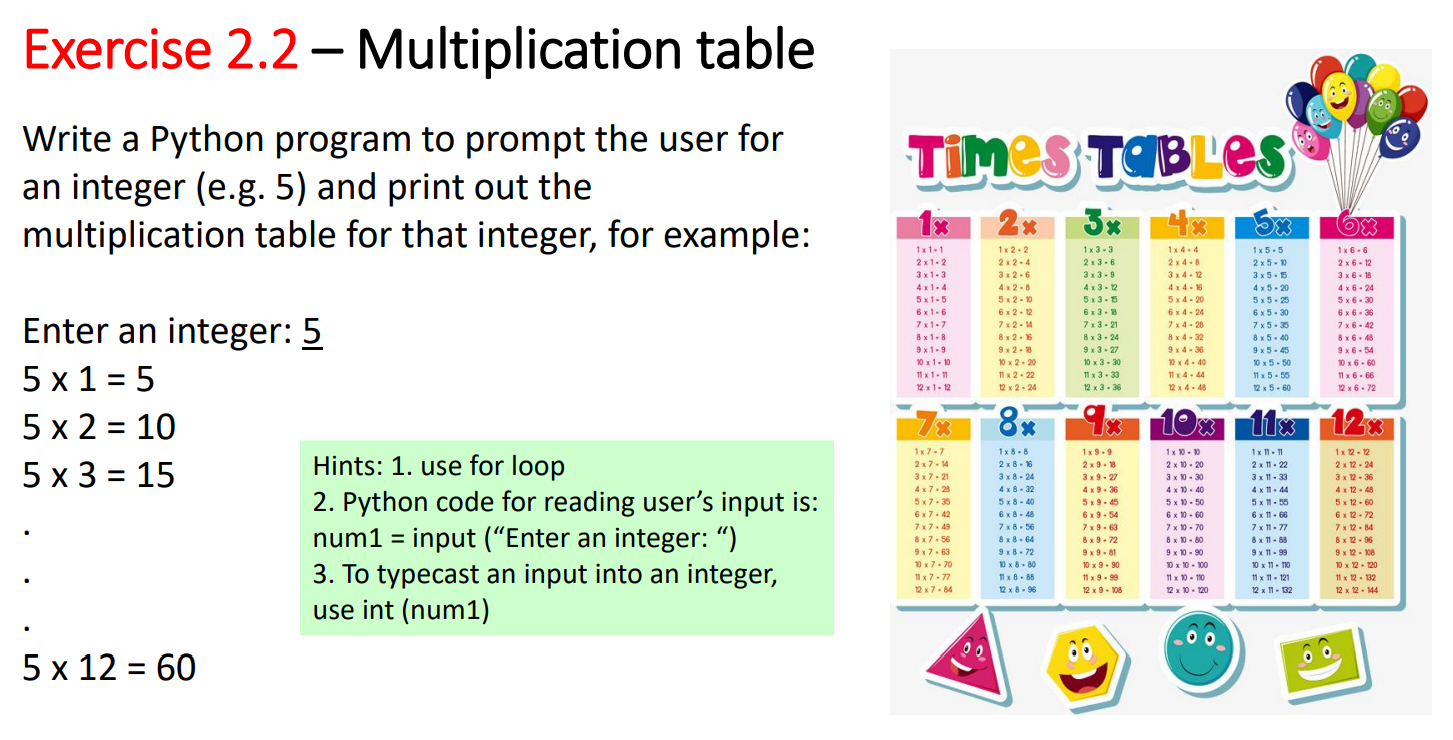 Exercise 2.2 – Multiplication table
Write a Python program to prompt the user for
an integer (e.g. 5) and print out the
multiplication table for that integer, for example:
Enter an integer: 5
5 x 1 = 5
5 x 2 = 10
5 x 3 = 15
.
.
.
5 x 12 = 60
Hints: 1. use for loop
2. Python code for reading user’s input is:
num1 = input (“Enter an integer: “)
3. To typecast an input into an integer,
use int (num1)
Times Tables
1x 2x 3x 4x 5x 6x
1 x 1 = 1 1 x 2 = 2 1 x 3 = 3 1 x 4 = 4 1 x 5 = 5 1 x 6 = 6
2 x 1 = 2 2 x 2 = 4 2 x 3 = 6 2 x 4 = 8 2 x 5 = 10 2 x 6 = 12
3 x 1 = 3 3 x 2 = 6 3 x 3 = 9 3 x 4 = 12 3 x 5 = 15 3 x 6 = 18
4 x 1 = 4 4 x 2 = 8 4 x 3 = 12 4 x 4 = 16 4 x 5 = 20 4 x 6 = 24
5 x 1 = 5 5 x 2 = 10 5 x 3 = 15 5 x 4 = 20 5 x 5 = 25 5 x 6 = 30
6 x 1 = 6 6 x 2 = 12 6 x 3 = 18 6 x 4 = 24 6 x 5 = 30 6 x 6 = 36
7 x 1 = 7 7 x 2 = 14 7 x 3 = 21 7 x 4 = 28 7 x 5 = 35 7 x 6 = 42
8 x 1 = 8 8 x 2 = 16 8 x 3 = 24 8 x 4 = 32 8 x 5 = 40 8 x 6 = 48
9 x 1 = 9 9 x 2 = 18 9 x 3 = 27 9 x 4 = 36 9 x 5 = 45 9 x 6 = 54
10 x 1 = 10 10 x 2 = 20 10 x 3 = 30 10 x 4 = 40 10 x 5 = 50 10 x 6 = 60
11 x 1 = 11 11 x 2 = 22 11 x 3 = 33 11 x 4 = 44 11 x 5 = 55 11 x 6 = 66
12 x 1 = 12 12 x 2 = 24 12 x 3 = 36 12 x 4 = 48 12 x 5 = 60 12 x 6 = 72
7x 8x 9x 10x 11x 12x
1 x 7 = 7 1 x 8 = 8 1 x 9 = 9 1 x 10 = 10 1 x 11 = 11 1 x 12 = 12
2 x 7 = 14 2 x 8 = 16 2 x 9 = 18 2 x 10 = 20 2 x 11 = 22 2 x 12 = 24
3 x 7 = 21 3 x 8 = 24 3 x 9 = 27 3 x 10 = 30 3 x 11 = 33 3 x 12 = 36
4 x 7 = 28 4 x 8 = 32 4 x 9 = 36 4 x 10 = 40 4 x 11 = 44 4 x 12 = 48
5 x 7 = 35 5 x 8 = 40 5 x 9 = 45 5 x 10 = 50 5 x 11 = 55 5 x 12 = 60
6 x 7 = 42 6 x 8 = 48 6 x 9 = 54 6 x 10 = 60 6 x 11 = 66 6 x 12 = 72
7 x 7 = 49 7 x 8 = 56 7 x 9 = 63 7 x 10 = 70 7 x 11 = 77 7 x 12 = 84
8 x 7 = 56 8 x 8 = 64 8 x 9 = 72 8 x 10 = 80 8 x 11 = 88 8 x 12 = 96
9 x 7 = 63 9 x 8 = 72 9 x 9 = 81 9 x 10 = 90 9 x 11 = 99 9 x 12 = 108
10 x 7 = 70 10 x 8 = 80 10 x 9 = 90 10 x 10 = 100 10 x 11 = 110 10 x 12 = 120
11 x 7 = 77 11 x 8 = 88 11 x 9 = 99 11 x 10 = 110 11 x 11 = 121 11 x 12 = 132
12 x 7 = 84 12 x 8 = 96 12 x 9 = 108 12 x 10 = 120 12 x 11 = 132 12 x 12 = 144